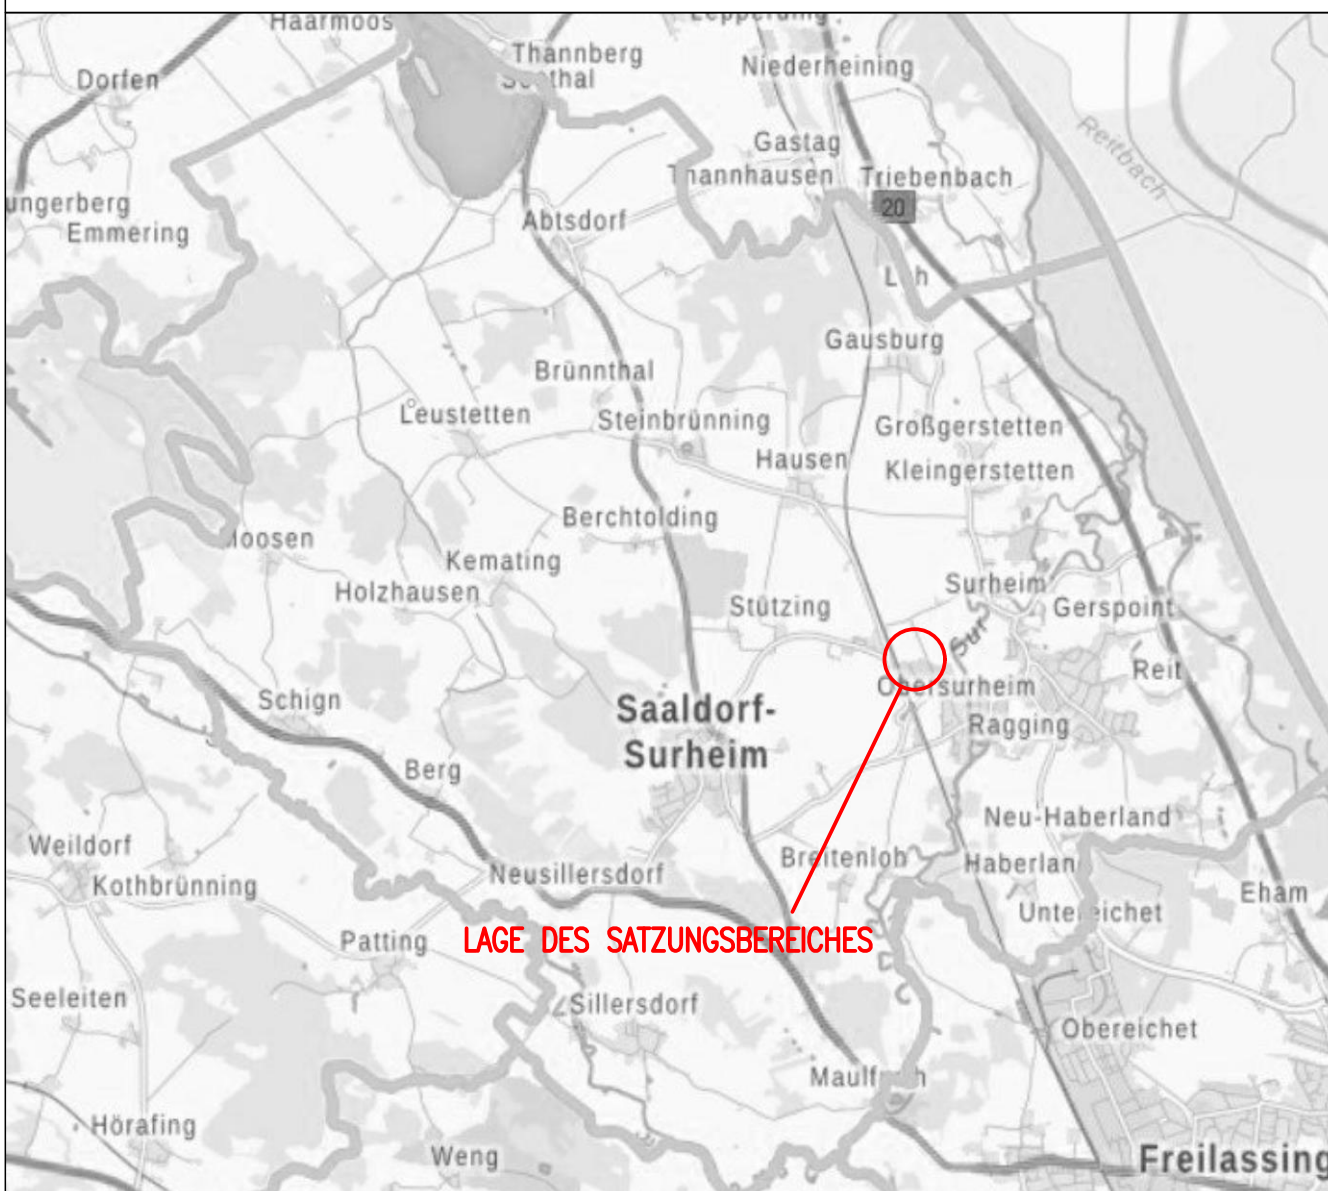 Haarmoos
Thannberg
Dorfen
Niederheining
Gastag
Triebenbach
20
Emmering
Abtsdorf
Gausburg
Brünnthal
Leustetten
Steinbrünning
Großgerstetten
Hausen
Kleingerstetten
Reitbach
Berchtolding
Kemating
Holzhausen
Stützing
Surheim
Gerspoint
Sur
Reit
Obersurheim
Schign
Saaldorf-
Surheim
Ragging
Berg
Neu-Haberland
Weildorf
Breitenloh
Kothbrünning
Neusillersdorf
Eham
Patting
LAGE DES SATZUNGSBEREICHES
Seeleiten
Sillersdorf
Obereichet
Hörafing
Weng
Freilassing